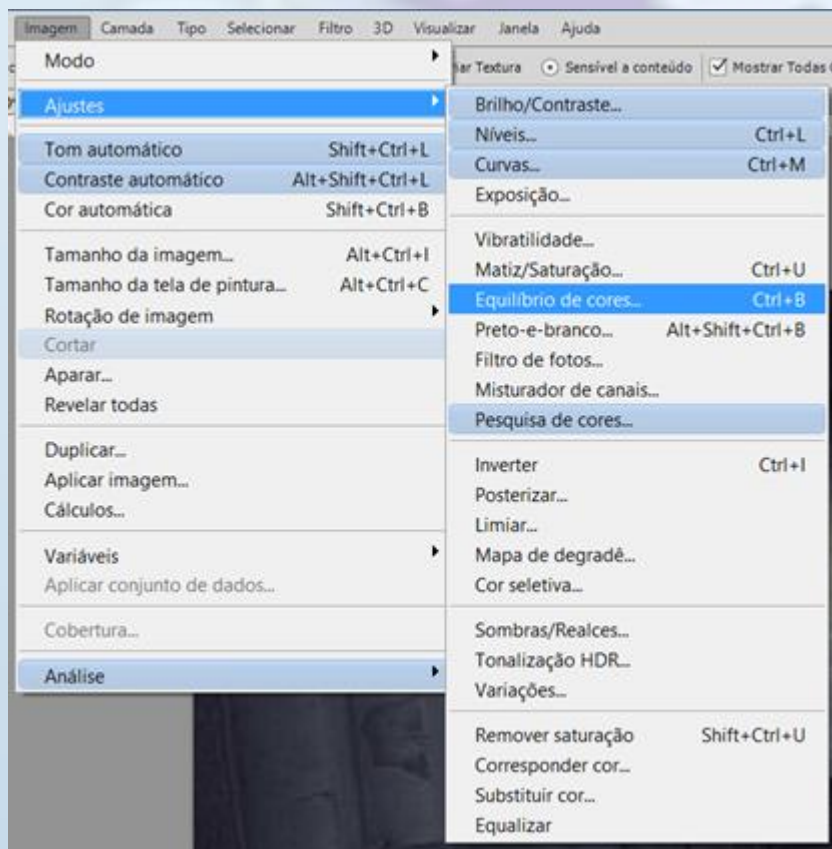 Imagem Camada Tipo Selecionar Filtro 3D Visualizar Janela Ajuda
Textura Sensível a conteúdo Mostrar Todas
Modo
Ajustes
Tom automático Shift+Ctrl+L
Contraste automático Alt+Shift+Ctrl+L
Cor automática Shift+Ctrl+B
Tamanho da imagem... Alt+Ctrl+I
Tamanho da tela de pintura... Alt+Ctrl+C
Rotação de imagem
Cortar
Aparar...
Revelar todas
Duplicar...
Aplicar imagem...
Cálculos...
Variáveis
Aplicar conjunto de dados...
Cobertura...
Análise
Brilho/Contraste...
Níveis... Ctrl+L
Curvas... Ctrl+M
Exposição...
Vibratilidade...
Matiz/Saturação... Ctrl+U
Equilíbrio de cores... Ctrl+B
Preto-e-branco... Alt+Shift+Ctrl+B
Filtro de fotos...
Misturador de canais...
Pesquisa de cores...
Inverter Ctrl+I
Posterizar...
Limiar...
Mapa de degradê...
Cor seletiva...
Sombras/Realces...
Tonalização HDR...
Variações...
Remover saturação Shift+Ctrl+U
Corresponder cor...
Substituir cor...
Equalizar